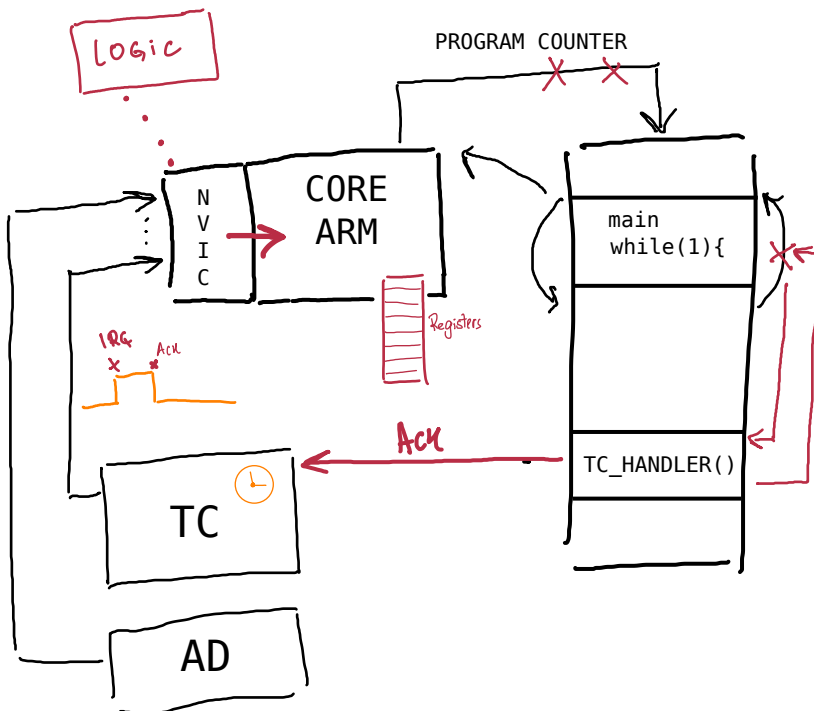 LOGIC
PROGRAM COUNTER
N
V
I
C
CORE
ARM
main
while(1){
Registers
IRQ
Ack
Ack
TC_HANDLER()
TC
AD